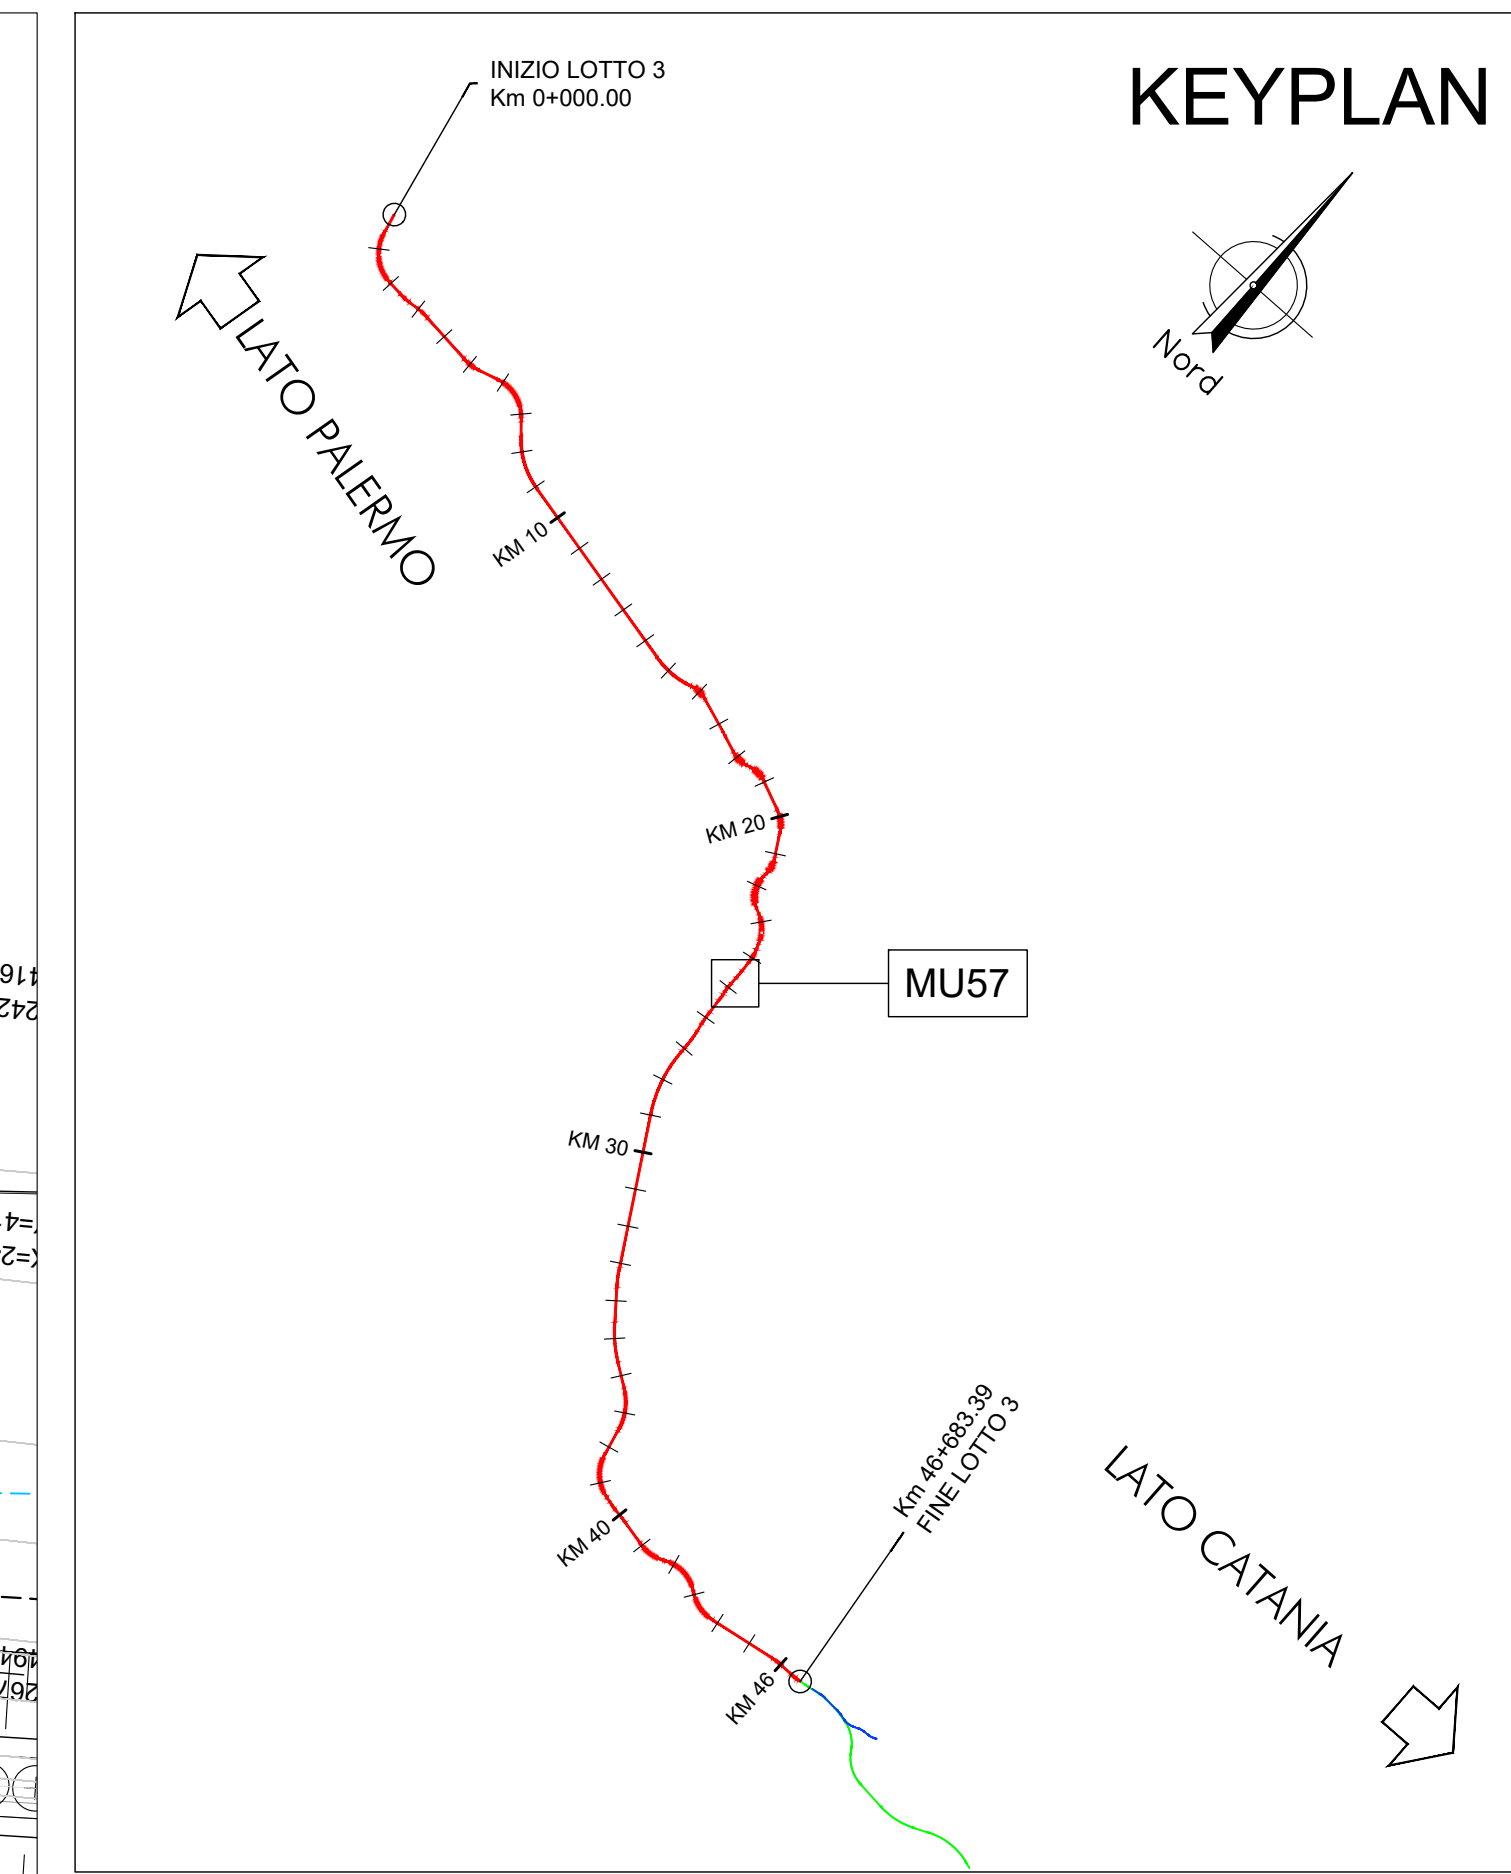 INIZIO LOTTO 3
Km 0+000.00
KEYPLAN
Nord
LATO PALERMO
KM 10
KM 20
MU57
KM 30
Km 46+683.39
FINE LOTTO 3
LATO CATANIA
KM 40
KM 46